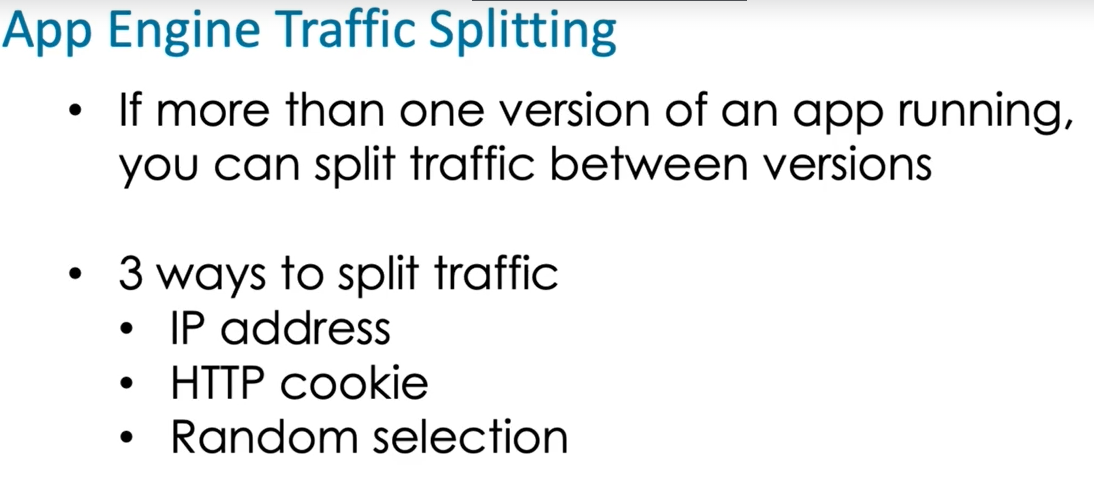 App Engine Traffic Splitting
• If more than one version of an app running,
you can split traffic between versions
• 3 ways to split traffic
• IP address
• HTTP cookie
• Random selection